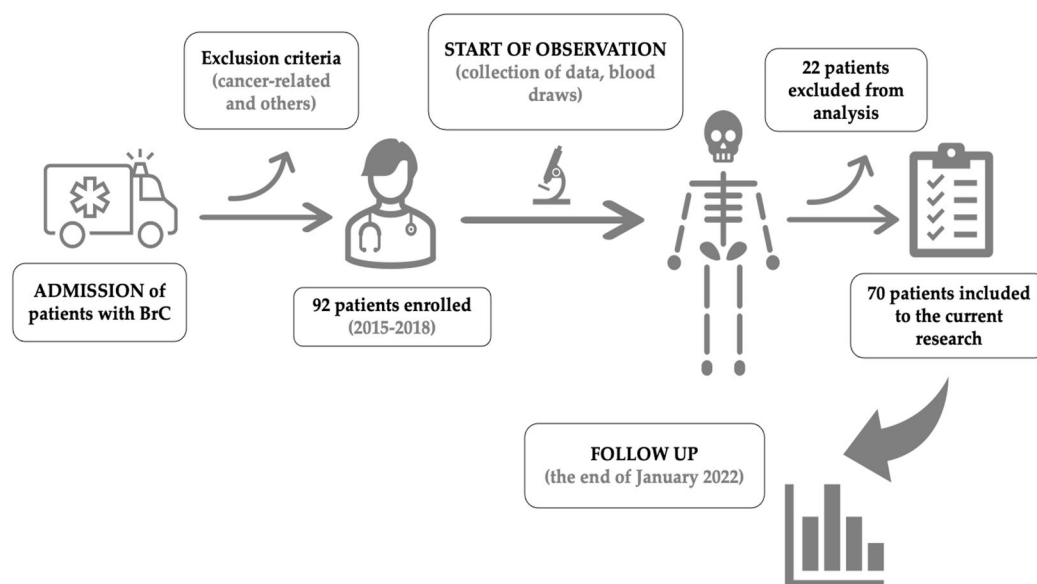 Exclusion criteria
(cancer-related
and others)
START OF OBSERVATION
(collection of data, blood
draws)
22 patients
excluded from
analysis
ADMISSION of
patients with BrC
92 patients enrolled
(2015-2018)
70 patients included
to the current
research
FOLLOW UP
(the end of January 2022)